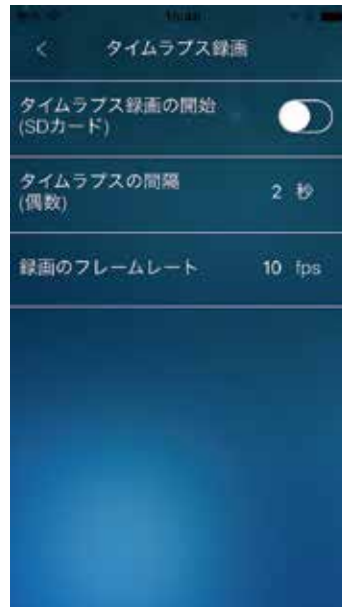 タイムラプス録画
タイムラプス録画の開始
(SDカード)
タイムラプスの間隔
(偶数)
2 秒
録画のフレームレート
10 fps